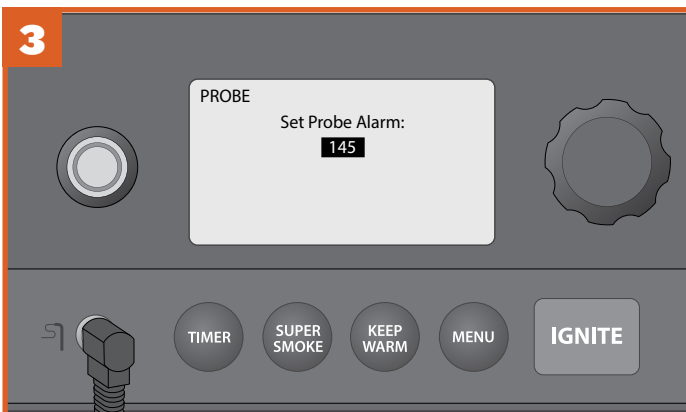 3
PROBE
Set Probe Alarm:
145
TIMER
SUPER
SMOKE
KEEP
WARM
MENU
IGNITE